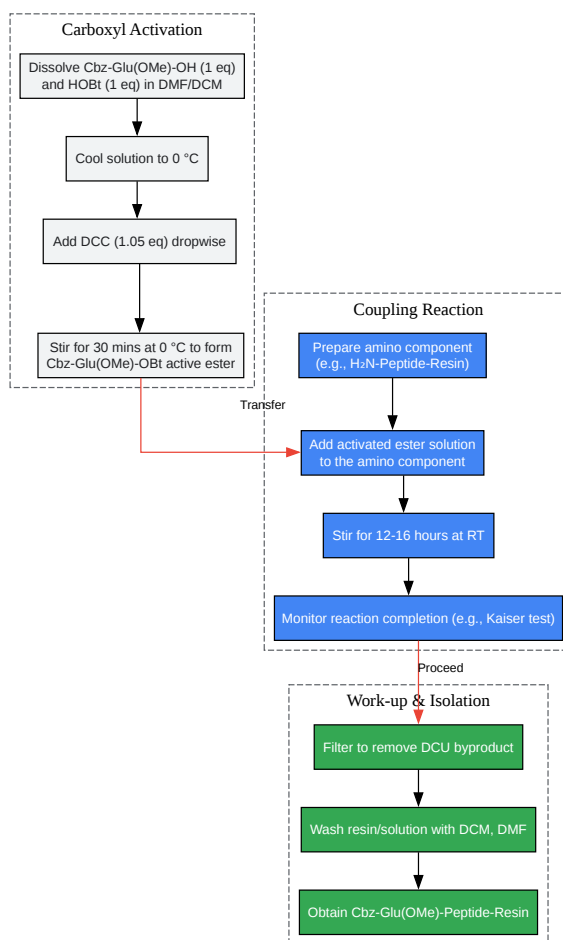 Carboxyl Activation
Dissolve Cbz-Glu(OMe)-OH (1 eq)
and HOBt (1 eq) in DMF/DCM
Cool solution to 0 °C
Add DCC (1.05 eq) dropwise
Stir for 30 mins at 0 °C to form
Cbz-Glu(OMe)-OBt active ester
Transfer
Coupling Reaction
Prepare amino component
(e.g., H₂N-Peptide-Resin)
Add activated ester solution
to the amino component
Stir for 12-16 hours at RT
Monitor reaction completion (e.g., Kaiser test)
Proceed
Work-up & Isolation
Filter to remove DCU byproduct
Wash resin/solution with DCM, DMF
Obtain Cbz-Glu(OMe)-Peptide-Resin